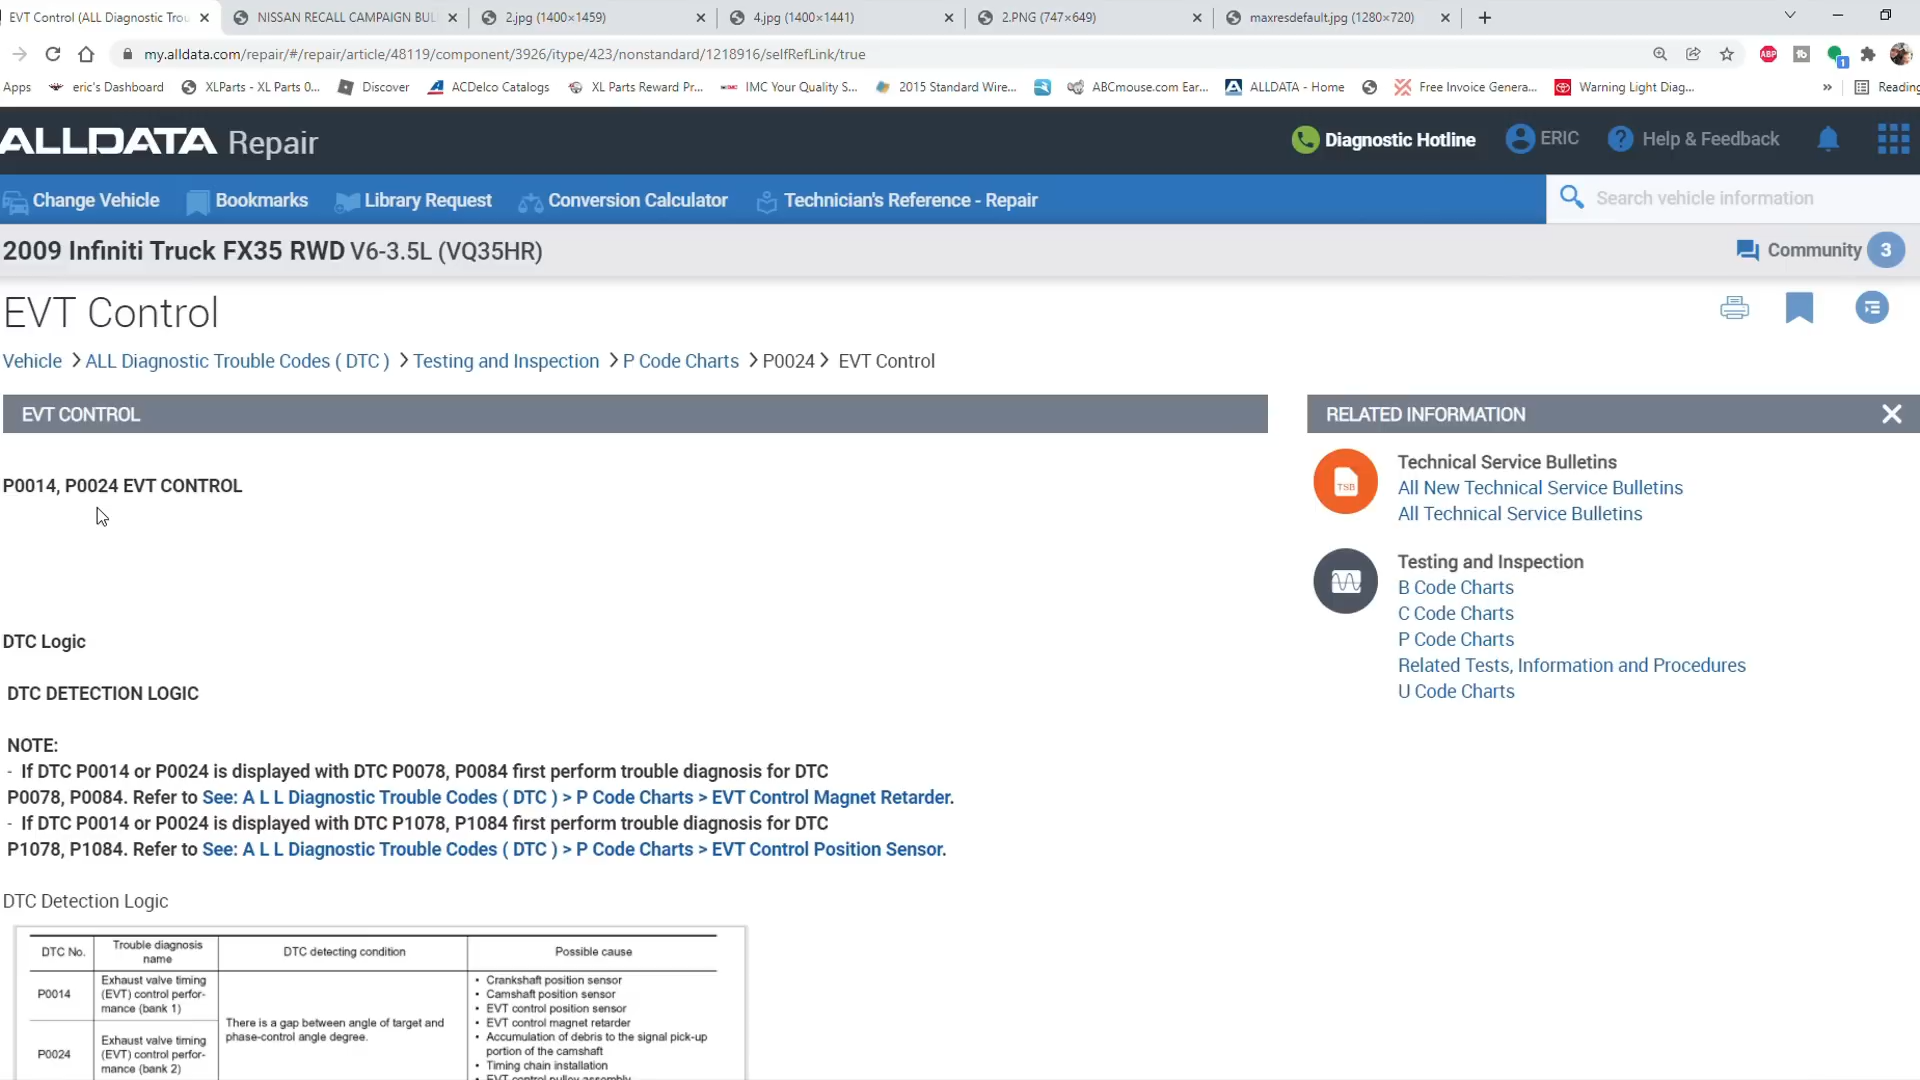 EVT Control (ALL Diagnostic Trou
NISSAN RECALL CAMPAIGN BUL
2.jpg (1400×1459)
4.jpg (1400×1441)
2.PNG (747×649)
maxresdefault.jpg (1280×720)
my.alldata.com/repair/#/repair/article/48119/component/3926/itype/423/nonstandard/1218916/selfRefLink/true
ABP
1
Apps
eric's Dashboard
XLParts - XL Parts 0...
Discover
ACDelco Catalogs
XL Parts Reward Pr...
IMC Your Quality S...
2015 Standard Wire...
ABCmouse.com Ear...
ALLDATA - Home
Free Invoice Genera...
Warning Light Diag...
»
Reading
ALLDATA Repair
Diagnostic Hotline
ERIC
Help & Feedback
Change Vehicle
Bookmarks
Library Request
Conversion Calculator
Technician's Reference - Repair
Search vehicle information
2009 Infiniti Truck FX35 RWD V6-3.5L (VQ35HR)
Community 3
EVT Control
Vehicle > ALL Diagnostic Trouble Codes ( DTC ) > Testing and Inspection > P Code Charts > P0024 > EVT Control
EVT CONTROL
RELATED INFORMATION
TSB
Technical Service Bulletins
All New Technical Service Bulletins
All Technical Service Bulletins
Testing and Inspection
B Code Charts
C Code Charts
P Code Charts
Related Tests, Information and Procedures
U Code Charts
P0014, P0024 EVT CONTROL
DTC Logic
DTC DETECTION LOGIC
NOTE:
- If DTC P0014 or P0024 is displayed with DTC P0078, P0084 first perform trouble diagnosis for DTC
P0078, P0084. Refer to See: A L L Diagnostic Trouble Codes ( DTC ) > P Code Charts > EVT Control Magnet Retarder.
- If DTC P0014 or P0024 is displayed with DTC P1078, P1084 first perform trouble diagnosis for DTC
P1078, P1084. Refer to See: A L L Diagnostic Trouble Codes ( DTC ) > P Code Charts > EVT Control Position Sensor.
DTC Detection Logic
DTC No.
Trouble diagnosis
name
DTC detecting condition
Possible cause
P0014
Exhaust valve timing
(EVT) control perfor-
mance (bank 1)
P0024
Exhaust valve timing
(EVT) control perfor-
mance (bank 2)
There is a gap between angle of target and
phase-control angle degree.
• Crankshaft position sensor
• Camshaft position sensor
• EVT control position sensor
• EVT control magnet retarder
• Accumulation of debris to the signal pick-up
portion of the camshaft
• Timing chain installation
• EVT control pulley assembly